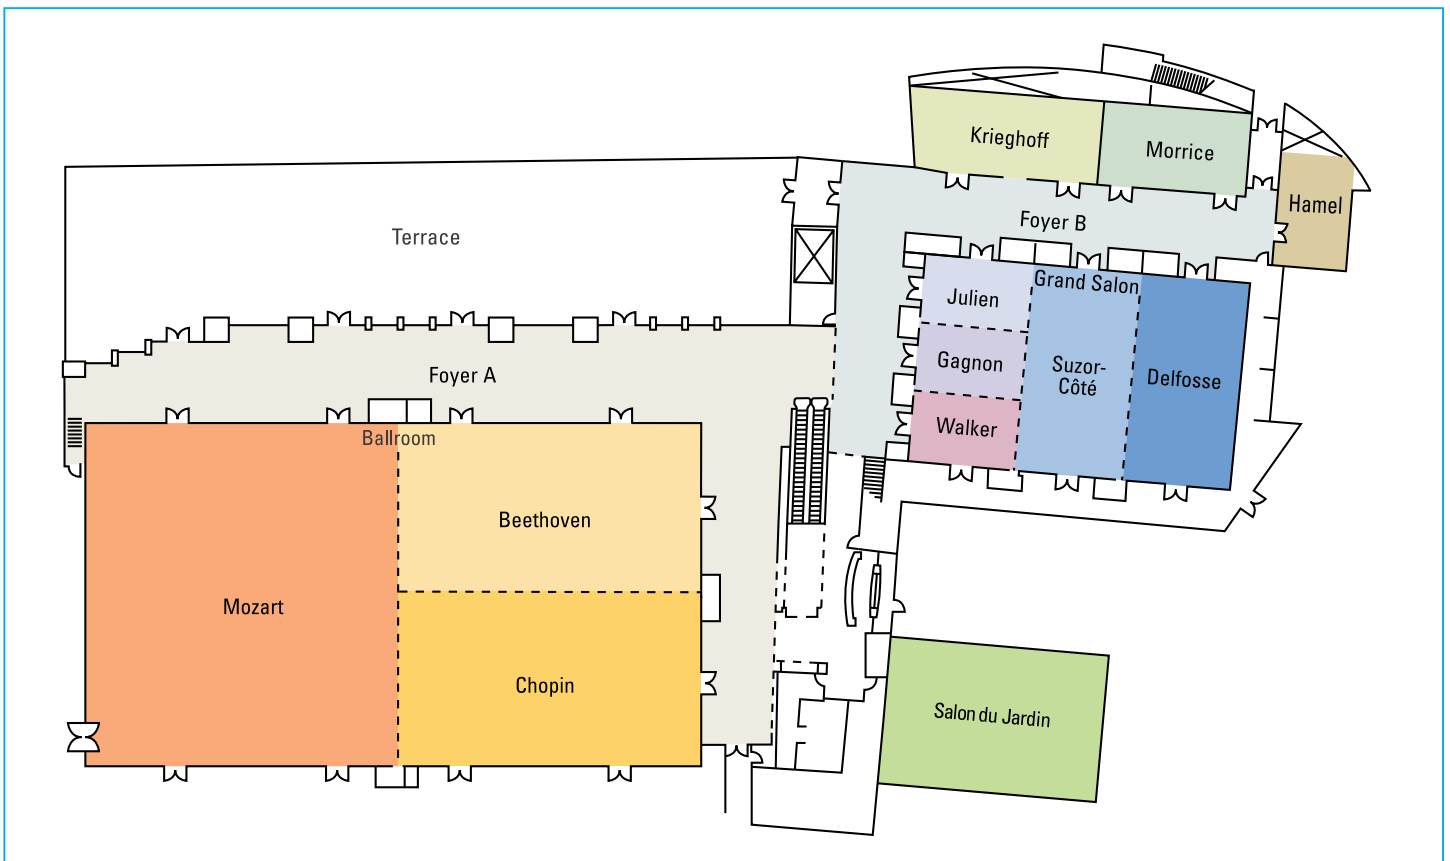 Krieghoff
Morrice
Hamel
Terrace
Foyer B
Grand Salon
Julien
Gagnon
Suzor-
Côté
Delfosse
Walker
Foyer A
Ballroom
Beethoven
Mozart
Chopin
Salon du Jardin